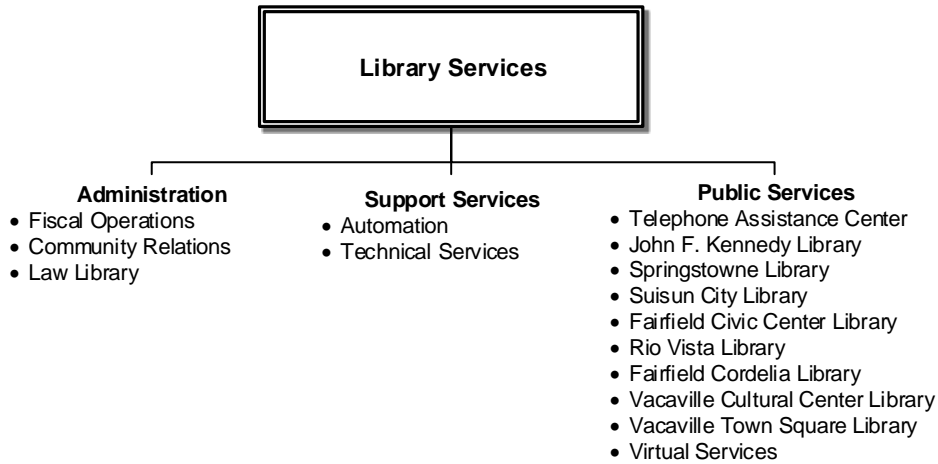 Library Services
Administration
• Fiscal Operations
• Community Relations
• Law Library
Support Services
• Automation
• Technical Services
Public Services
• Telephone Assistance Center
• John F. Kennedy Library
• Springstowne Library
• Suisun City Library
• Fairfield Civic Center Library
• Rio Vista Library
• Fairfield Cordelia Library
• Vacaville Cultural Center Library
• Vacaville Town Square Library
• Virtual Services